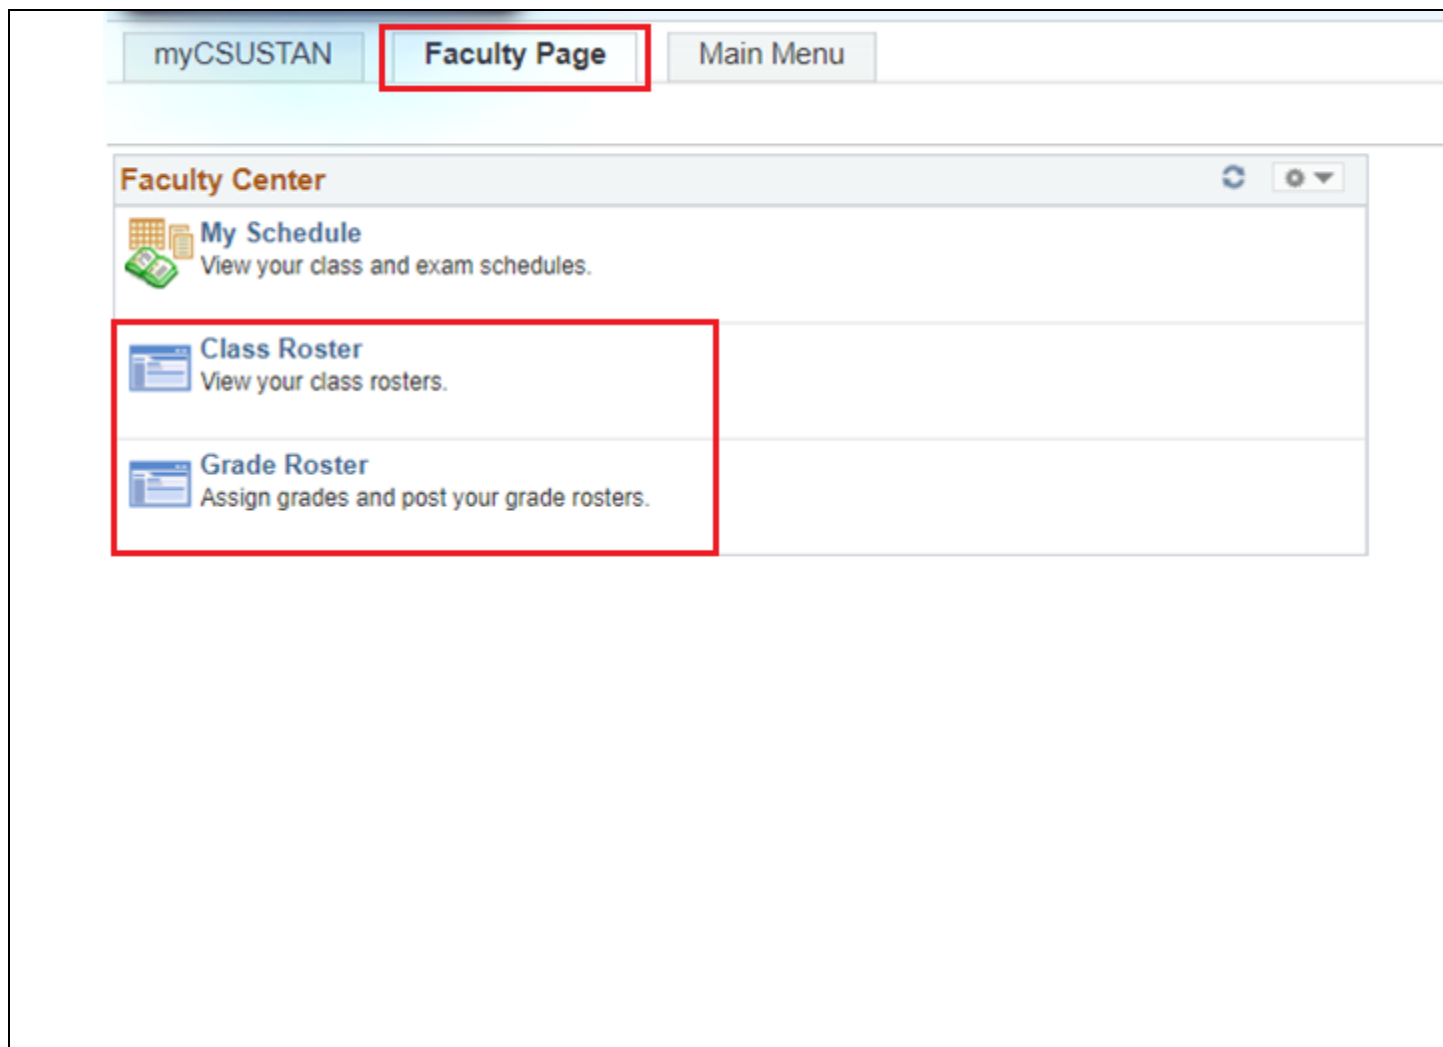 myCSUSTAN Faculty Page Main Menu
Faculty Center
My Schedule
View your class and exam schedules.
Class Roster
View your class rosters.
Grade Roster
Assign grades and post your grade rosters.